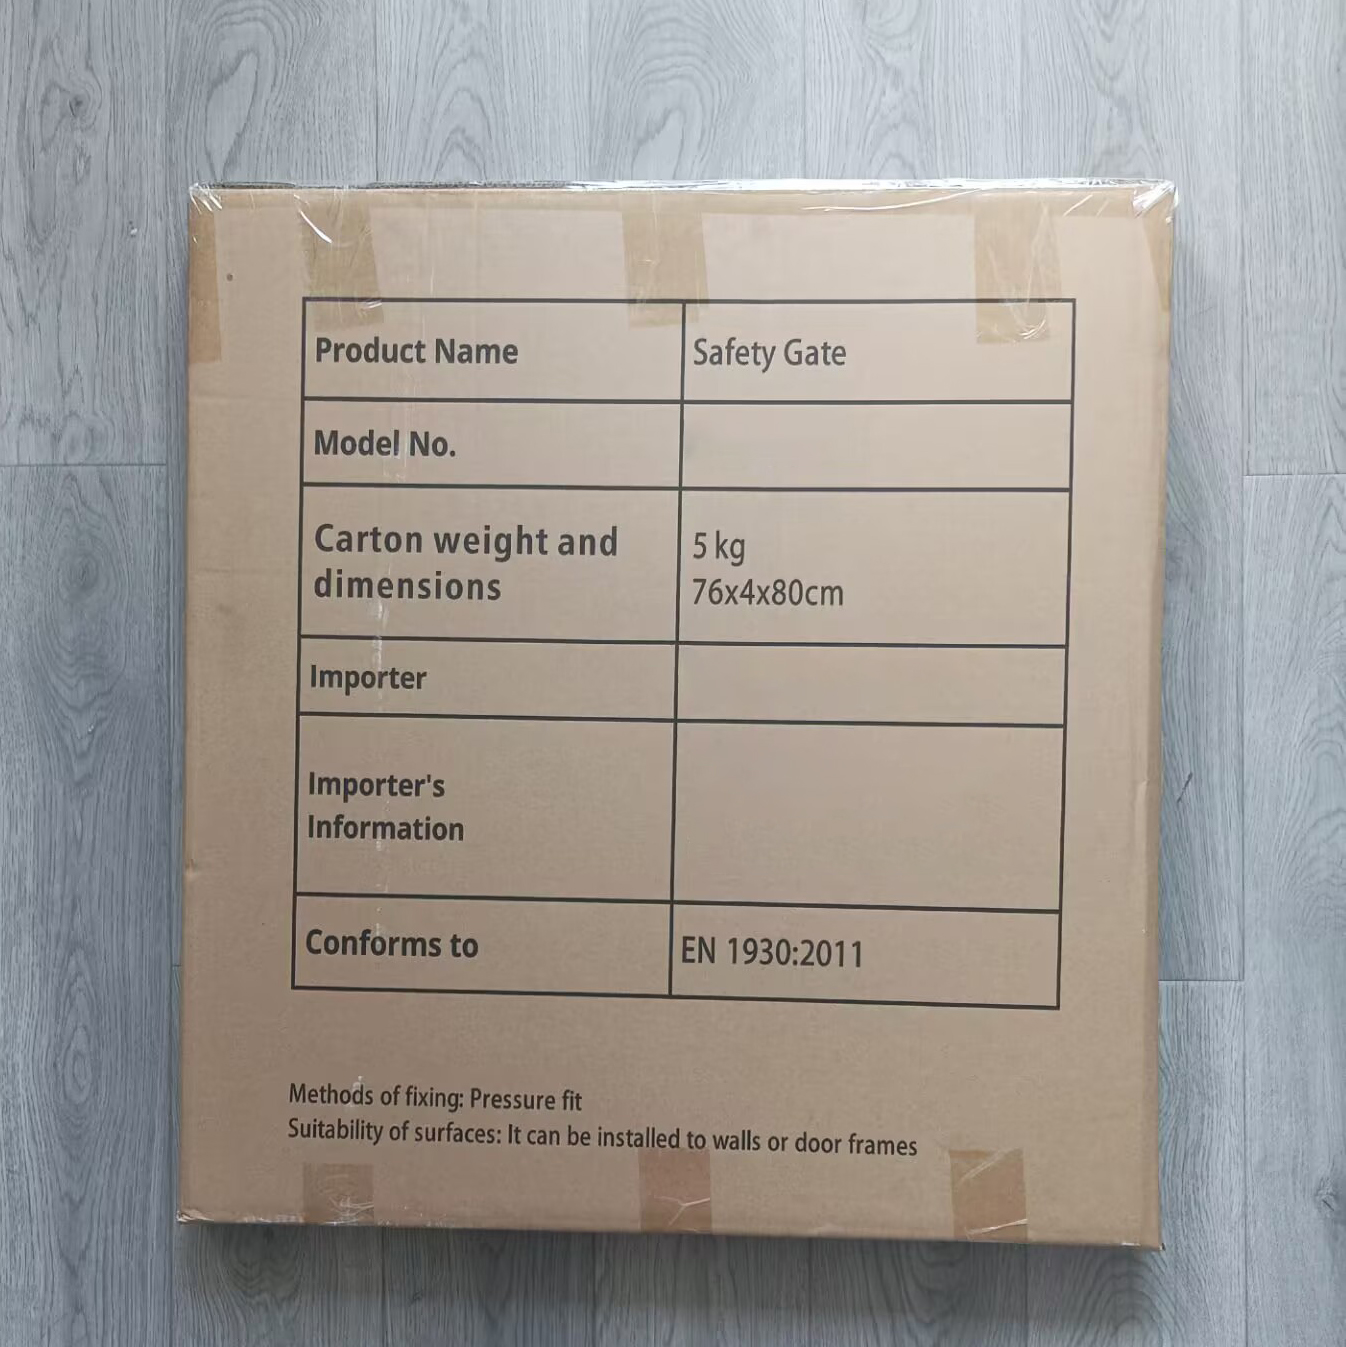 Product Name
Safety Gate
Model No.
Carton weight and
dimensions
5 kg
76x4x80cm
Importer
Importer's
Information
Conforms to
EN 1930:2011
Methods of fixing: Pressure fit
Suitability of surfaces: It can be installed to walls or door frames